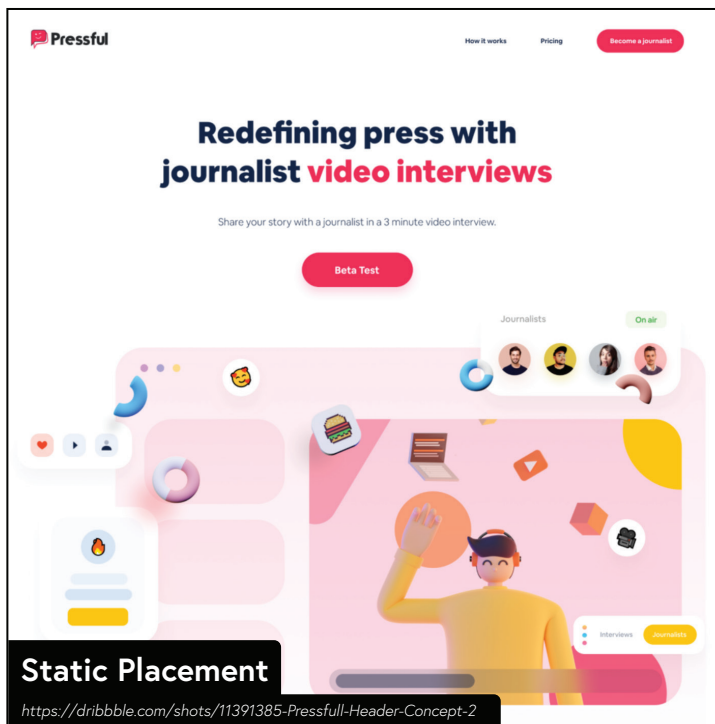 Pressful
How it works Pricing Become a journalist
Redefining press with
journalist video interviews
Share your story with a journalist in a 3 minute video interview.
Beta Test
Journalists On air
Interviews Journalists
Static Placement
https://dribbble.com/shots/11391385-Pressfull-Header-Concept-2